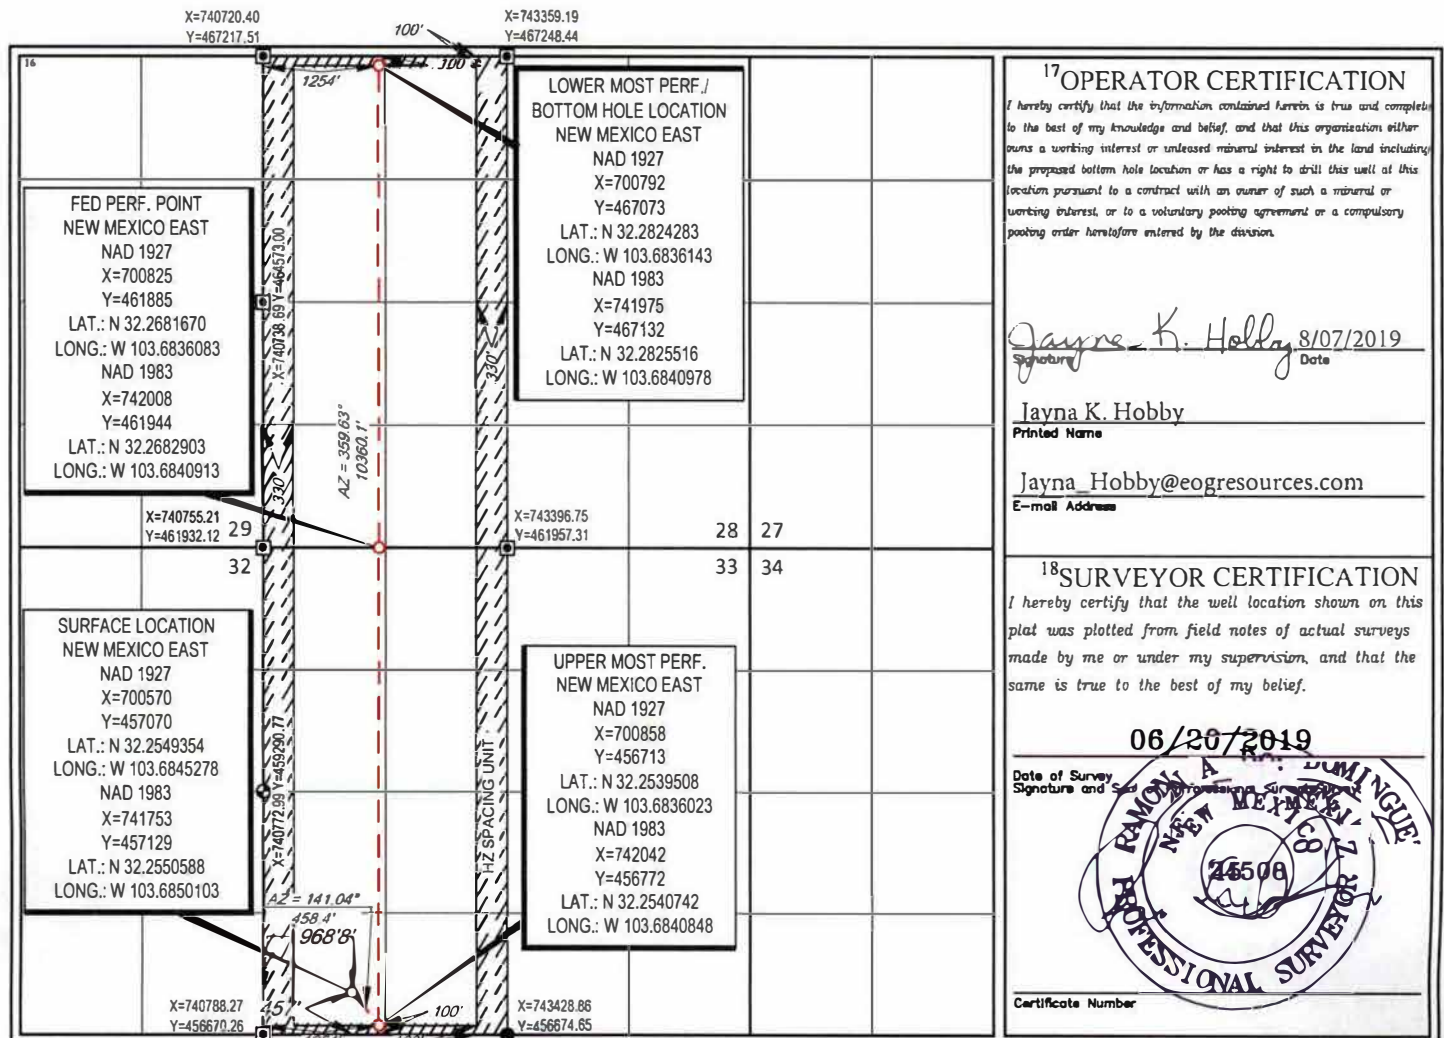 X=740720.40
Y=467217.51
X=743359.19
Y=467248.44
100'
100'
1254'
16
LOWER MOST PERF./
BOTTOM HOLE LOCATION
NEW MEXICO EAST
NAD 1927
X=700792
Y=467073
LAT.: N 32.2824283
LONG.: W 103.6836143
NAD 1983
X=741975
Y=467132
LAT.: N 32.2825516
LONG.: W 103.6840978
FED PERF. POINT
NEW MEXICO EAST
NAD 1927
X=700825
Y=461885
LAT.: N 32.2681670
LONG.: W 103.6836083
NAD 1983
X=742008
Y=461944
LAT.: N 32.2682903
LONG.: W 103.6840913
X=740738.69 Y=464573.00
330'
AZ = 359.63°
10360.1'
330'
X=740755.21
Y=461932.12
X=743396.75
Y=461957.31
29
28
27
32
33
34
SURFACE LOCATION
NEW MEXICO EAST
NAD 1927
X=700570
Y=457070
LAT.: N 32.2549354
LONG.: W 103.6845278
NAD 1983
X=741753
Y=457129
LAT.: N 32.2550588
LONG.: W 103.6850103
UPPER MOST PERF.
NEW MEXICO EAST
NAD 1927
X=700858
Y=456713
LAT.: N 32.2539508
LONG.: W 103.6836023
NAD 1983
X=742042
Y=456772
LAT.: N 32.2540742
LONG.: W 103.6840848
X=740772.99 Y=459290.77
HZ SPACING UNIT
AZ = 141.04°
458.4'
968'8'
100'
X=740788.27
Y=456670.26
X=743428.86
Y=456674.65
17 OPERATOR CERTIFICATION
I hereby certify that the information contained herein is true and complete
to the best of my knowledge and belief, and that this organization either
owns a working interest or unleased mineral interest in the land including
the proposed bottom hole location or has a right to drill this well at this
location pursuant to a contract with an owner of such a mineral or
working interest, or to a voluntary pooling agreement or a compulsory
pooling order heretofore entered by the division.
Jayna K. Hobby 8/07/2019
Signature Date
Jayna K. Hobby
Printed Name
Jayna_Hobby@eogresources.com
E-mail Address
18 SURVEYOR CERTIFICATION
I hereby certify that the well location shown on this
plat was plotted from field notes of actual surveys
made by me or under my supervision, and that the
same is true to the best of my belief.
06/20/2019
Date of Survey
Signature and Professional
RAMON A DOMINGUE
NEW MEXICO
PROFESSIONAL SURVEYOR
Certificate Number